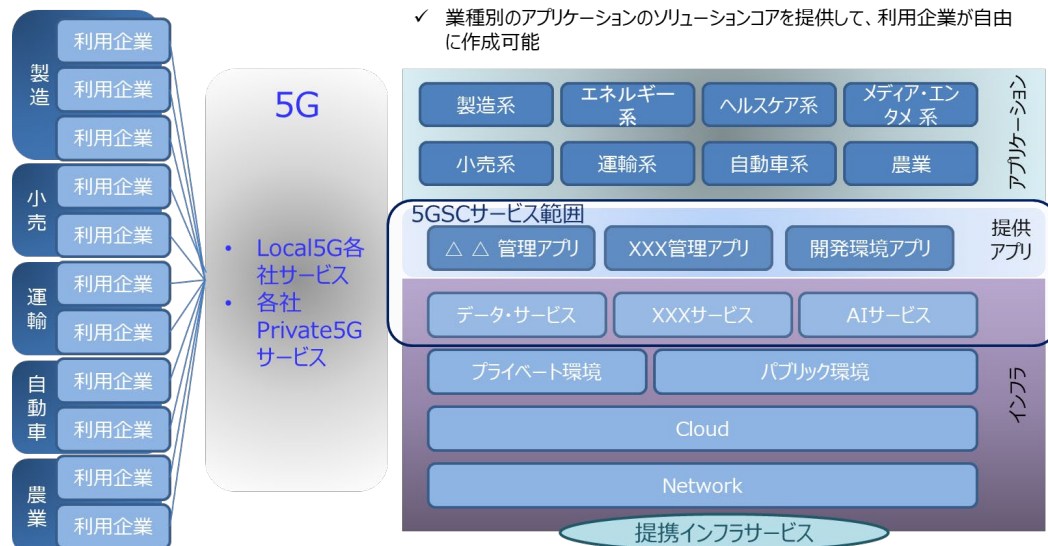 ✓ 業種別のアプリケーションのソリューションコアを提供して、利用企業が自由
に作成可能
製造
利用企業
利用企業
利用企業
小売
利用企業
利用企業
運輸
利用企業
利用企業
自動車
利用企業
利用企業
農業
利用企業
利用企業
5G
• Local5G各
社サービス
• 各社
Private5G
サービス
製造系
エネルギー
系
ヘルスケア系
メディア・エン
タメ 系
小売系
運輸系
自動車系
農業
アプリケーション
5GSCサービス範囲
△ △ 管理アプリ
XXX管理アプリ
開発環境アプリ
提供
アプリ
データ・サービス
XXXサービス
AIサービス
プライベート環境
パブリック環境
Cloud
Network
インフラ
提携インフラサービス